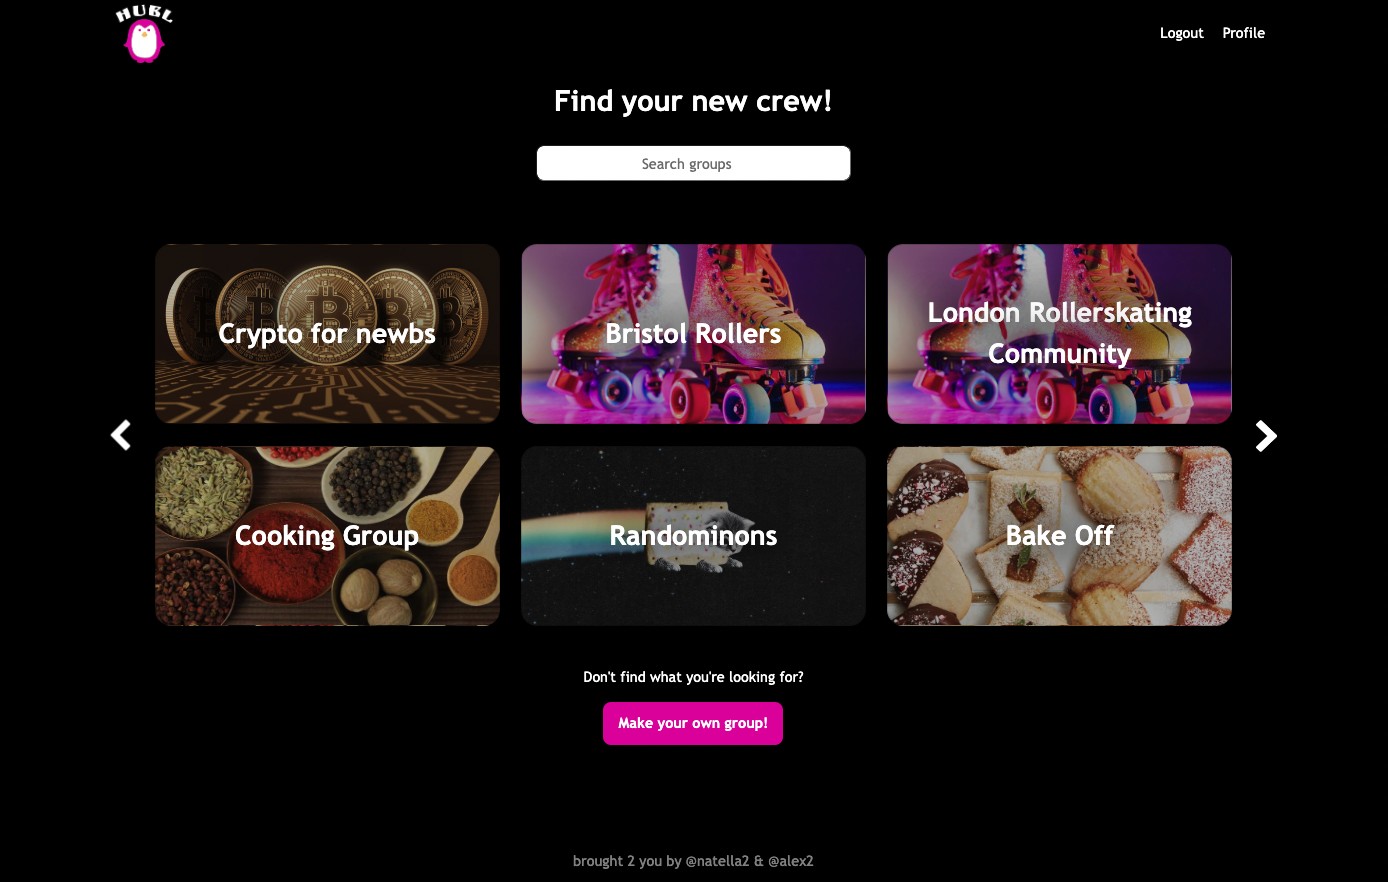 HUBL
Logout Profile
Find your new crew!
Search groups
Crypto for newbs
Bristol Rollers
London Rollerskating
Community
Cooking Group
Randominons
Bake Off
Don't find what you're looking for?
Make your own group!
brought 2 you by @natella2 & @alex2